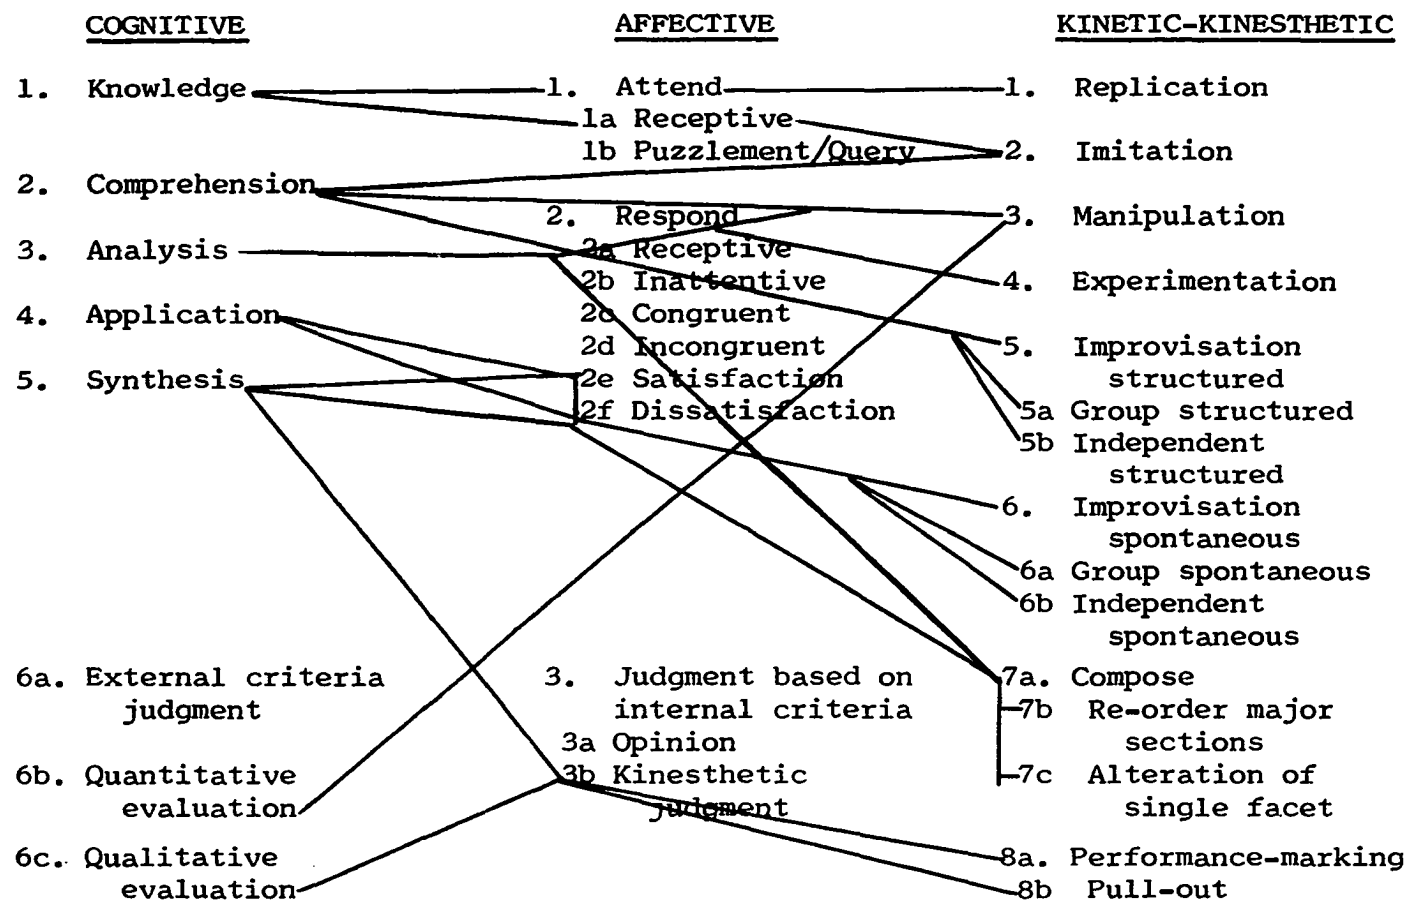 COGNITIVE AFFECTIVE KINETIC-KINESTHETIC
1. Knowledge 1. Attend 1. Replication
1a Receptive
1b Puzzlement/Query 2. Imitation
2. Comprehension
2. Respond 3. Manipulation
3. Analysis 2a Receptive
2b Inattentive 4. Experimentation
4. Application 2c Congruent
2d Incongruent 5. Improvisation
5. Synthesis 2e Satisfaction structured
2f Dissatisfaction 5a Group structured
5b Independent
structured
6. Improvisation
spontaneous
6a Group spontaneous
6b Independent
spontaneous
6a. External criteria 3. Judgment based on 7a. Compose
judgment internal criteria 7b Re-order major
3a Opinion sections
6b. Quantitative 3b Kinesthetic 7c Alteration of
evaluation judgment single facet
6c. Qualitative 8a. Performance-marking
evaluation 8b Pull-out